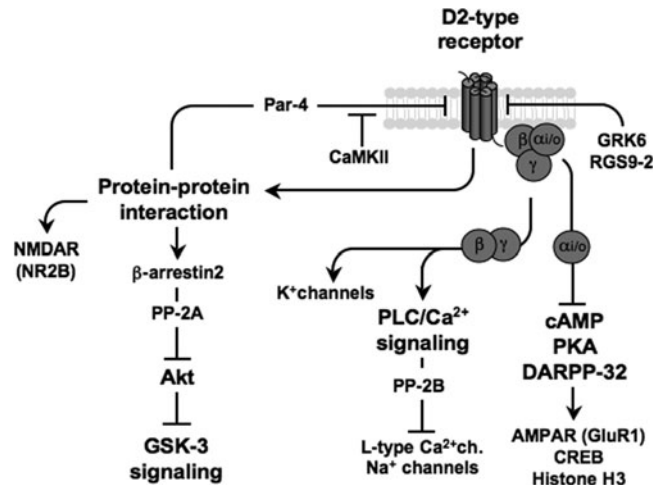 D2-type
receptor
Par-4
CaMKII
GRK6
RGS9-2
β αi/o
γ
Protein-protein
interaction
NMDAR
(NR2B)
β-arrestin2
PP-2A
Akt
GSK-3
signaling
β γ
K⁺channels
PLC/Ca²⁺
signaling
PP-2B
L-type Ca²⁺ch.
Na⁺ channels
αi/o
cAMP
PKA
DARPP-32
AMPAR (GluR1)
CREB
Histone H3